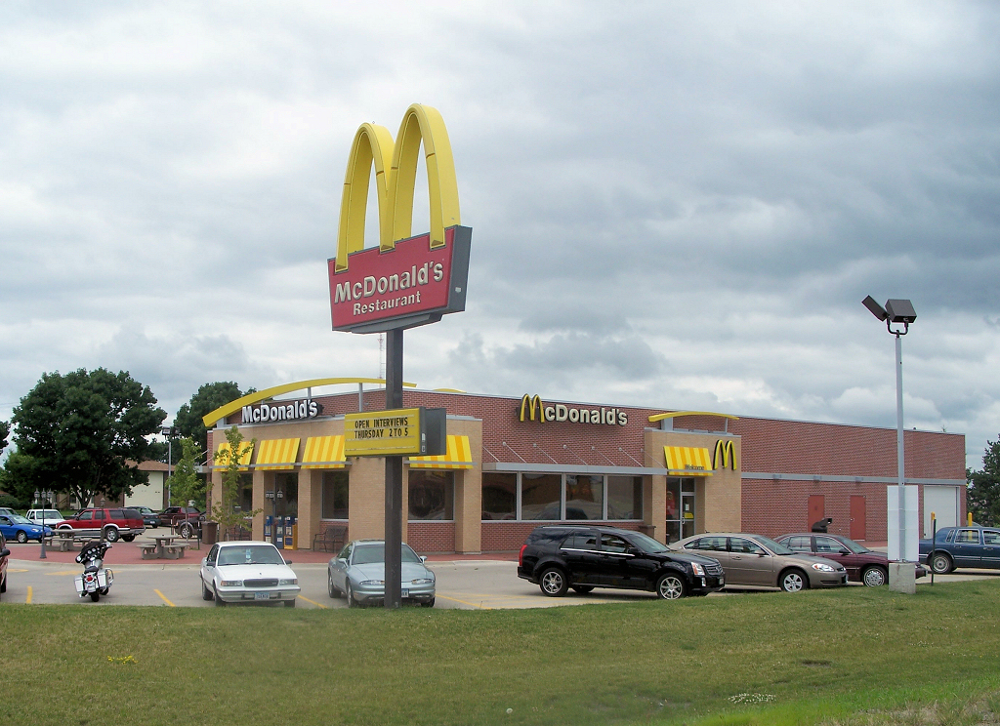 McDonald's
Restaurant
McDonald's
OPEN INTERVIEWS
THURSDAY 2 TO 5
McDonald's